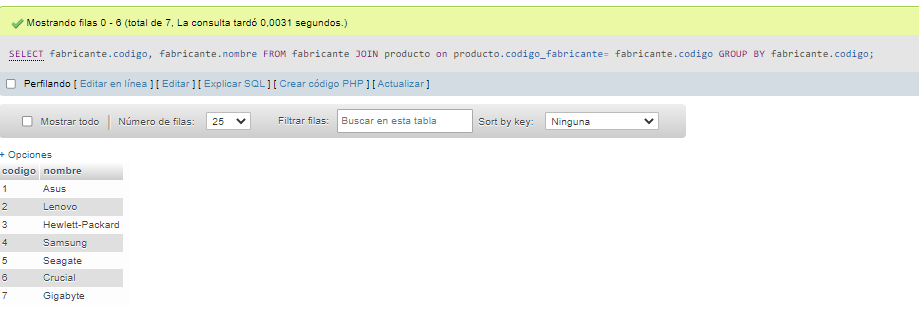 Mostrando filas 0 - 6 (total de 7, La consulta tardó 0,0031 segundos.)
SELECT fabricante.codigo, fabricante.nombre FROM fabricante JOIN producto on producto.codigo_fabricante= fabricante.codigo GROUP BY fabricante.codigo;
Perfilando [ Editar en línea ] [ Editar ] [ Explicar SQL ] [ Crear código PHP ] [ Actualizar ]
Mostrar todo Número de filas: 25 Filtrar filas: Buscar en esta tabla Sort by key: Ninguna
+ Opciones
codigo nombre
1 Asus
2 Lenovo
3 Hewlett-Packard
4 Samsung
5 Seagate
6 Crucial
7 Gigabyte